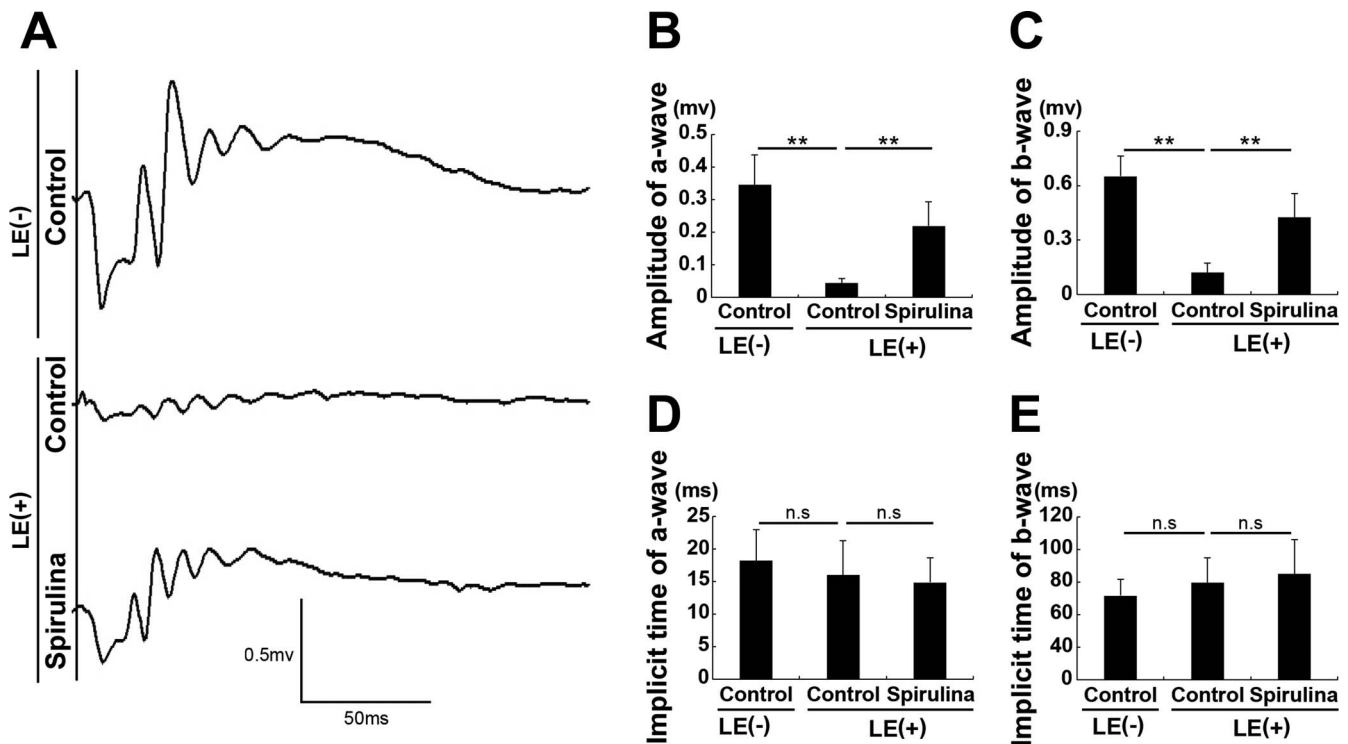 A
LE(-)
Control
LE(+)
Control
Spirulina
0.5mv
50ms
B
Amplitude of a-wave
(mv)
0.5
0.4
0.3
0.2
0.1
0
** **
Control Control Spirulina
LE(-) LE(+)
C
Amplitude of b-wave
(mv)
0.9
0.6
0.3
0
** **
Control Control Spirulina
LE(-) LE(+)
D
Implicit time of a-wave
(ms)
25
20
15
10
5
0
n.s n.s
Control Control Spirulina
LE(-) LE(+)
E
Implicit time of b-wave
(ms)
120
100
80
60
40
20
0
n.s n.s
Control Control Spirulina
LE(-) LE(+)